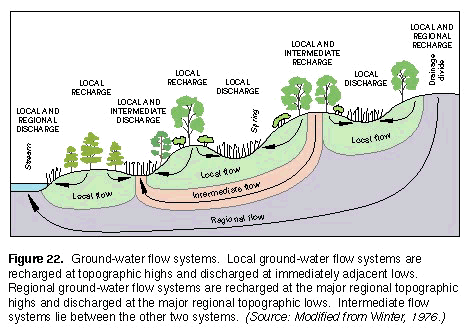 LOCAL AND
REGIONAL
RECHARGE
LOCAL AND
INTERMEDIATE
RECHARGE
Drainage
divide
LOCAL
RECHARGE
LOCAL
DISCHARGE
LOCAL
DISCHARGE
LOCAL
RECHARGE
LOCAL AND
INTERMEDIATE
DISCHARGE
LOCAL AND
REGIONAL
DISCHARGE
Stream
Spring
Local flow
Local flow
Local flow
Intermediate flow
Regional flow
Figure 22. Ground-water flow systems. Local ground-water flow systems are
recharged at topographic highs and discharged at immediately adjacent lows.
Regional ground-water flow systems are recharged at the major regional topographic
highs and discharged at the major regional topographic lows. Intermediate flow
systems lie between the other two systems. (Source: Modified from Winter, 1976.)